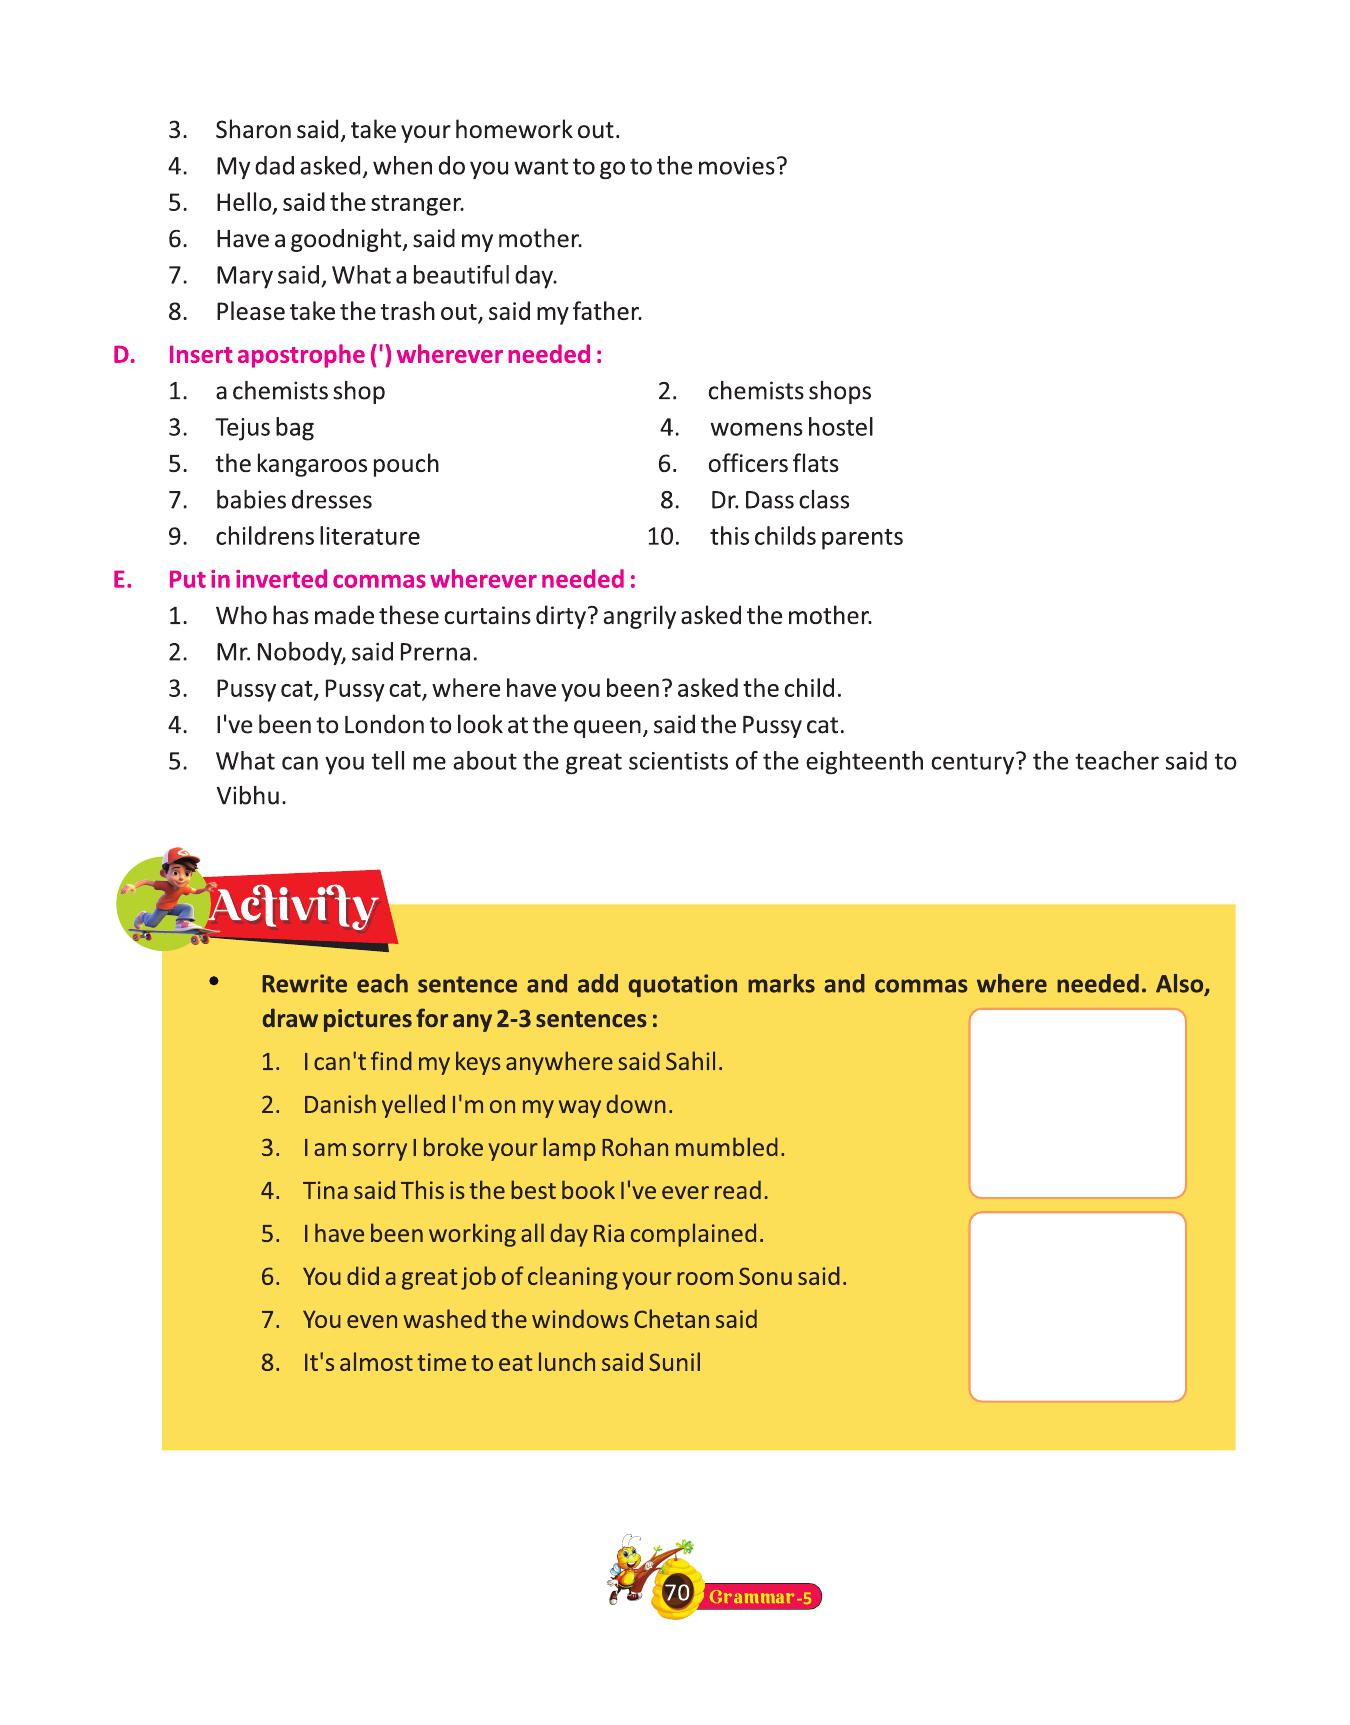 3. Sharon said, take your homework out.
4. My dad asked, when do you want to go to the movies?
5. Hello, said the stranger.
6. Have a goodnight, said my mother.
7. Mary said, What a beautiful day.
8. Please take the trash out, said my father.
D. Insert apostrophe (') wherever needed :
1. a chemists shop 2. chemists shops
3. Tejus bag 4. womens hostel
5. the kangaroos pouch 6. officers flats
7. babies dresses 8. Dr. Dass class
9. childrens literature 10. this childs parents
E. Put in inverted commas wherever needed :
1. Who has made these curtains dirty? angrily asked the mother.
2. Mr. Nobody, said Prerna.
3. Pussy cat, Pussy cat, where have you been? asked the child.
4. I've been to London to look at the queen, said the Pussy cat.
5. What can you tell me about the great scientists of the eighteenth century? the teacher said to
Vibhu.
Activity
• Rewrite each sentence and add quotation marks and commas where needed. Also,
draw pictures for any 2-3 sentences :
1. I can't find my keys anywhere said Sahil.
2. Danish yelled I'm on my way down.
3. I am sorry I broke your lamp Rohan mumbled.
4. Tina said This is the best book I've ever read.
5. I have been working all day Ria complained.
6. You did a great job of cleaning your room Sonu said.
7. You even washed the windows Chetan said
8. It's almost time to eat lunch said Sunil
70 Grammar-5